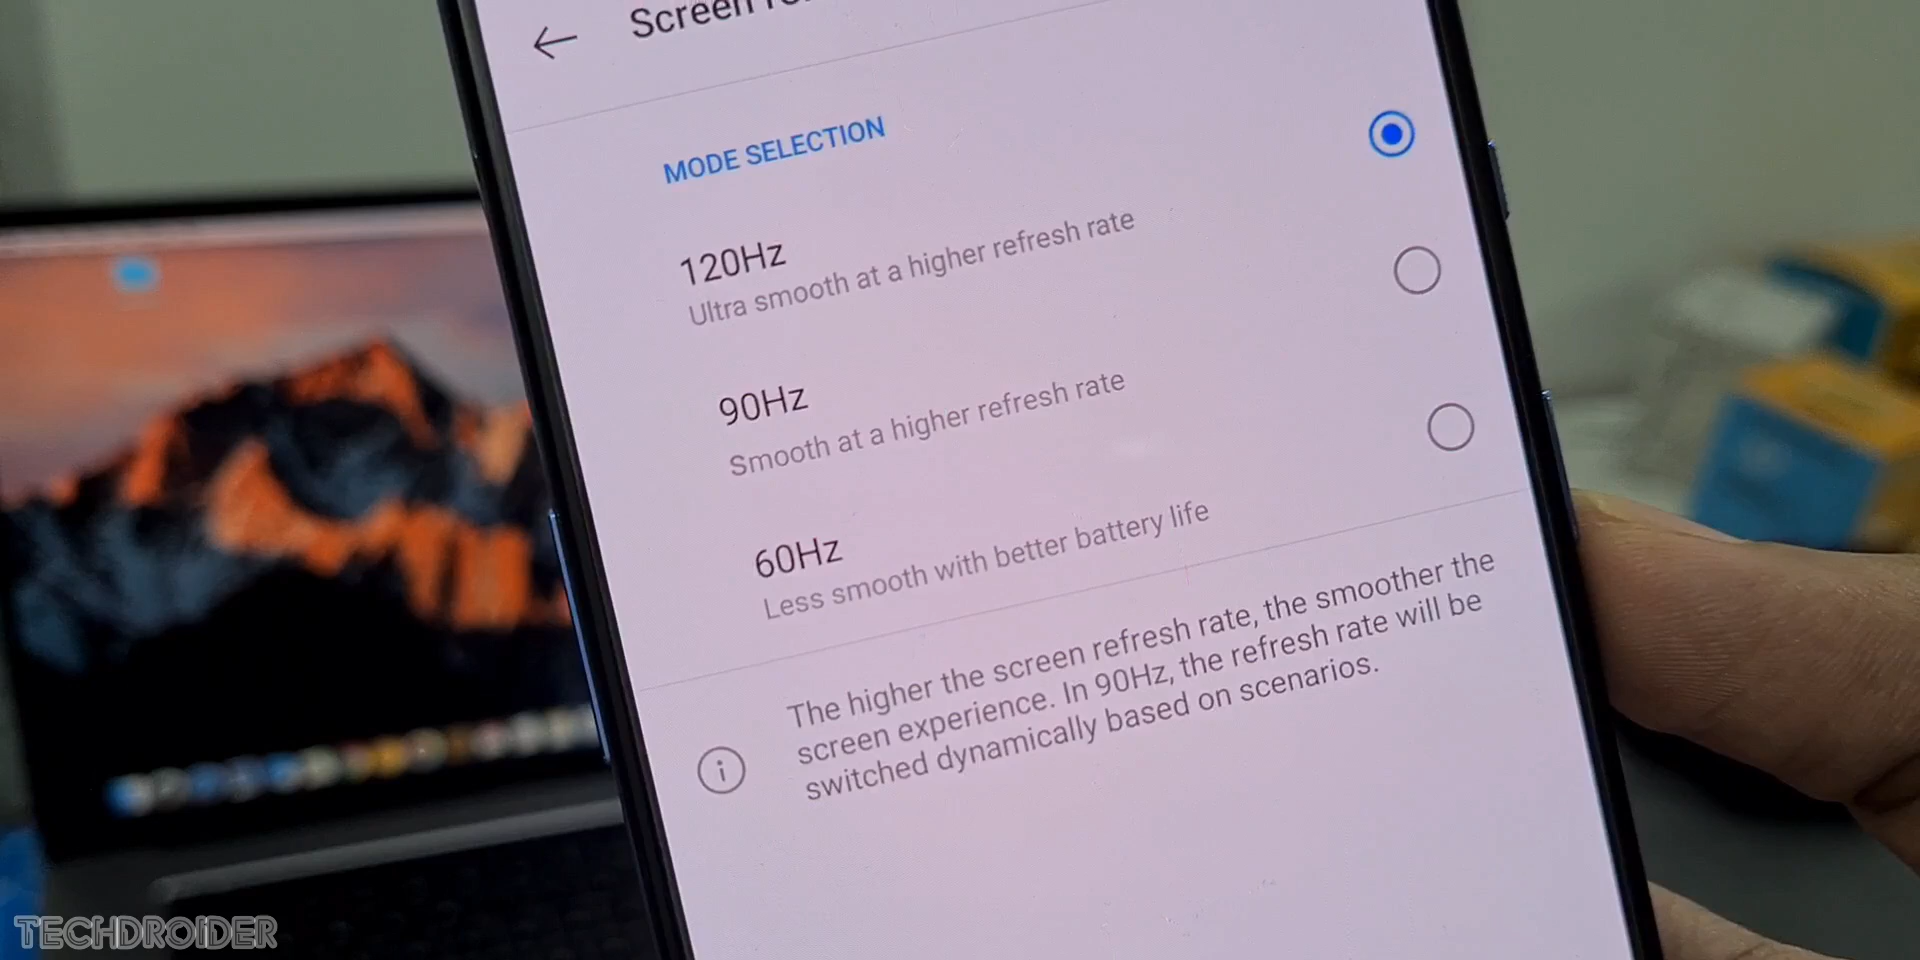 Screen
MODE SELECTION
120Hz
Ultra smooth at a higher refresh rate
90Hz
Smooth at a higher refresh rate
60Hz
Less smooth with better battery life
The higher the screen refresh rate, the smoother the
screen experience. In 90Hz, the refresh rate will be
switched dynamically based on scenarios.
TECHDROIDER